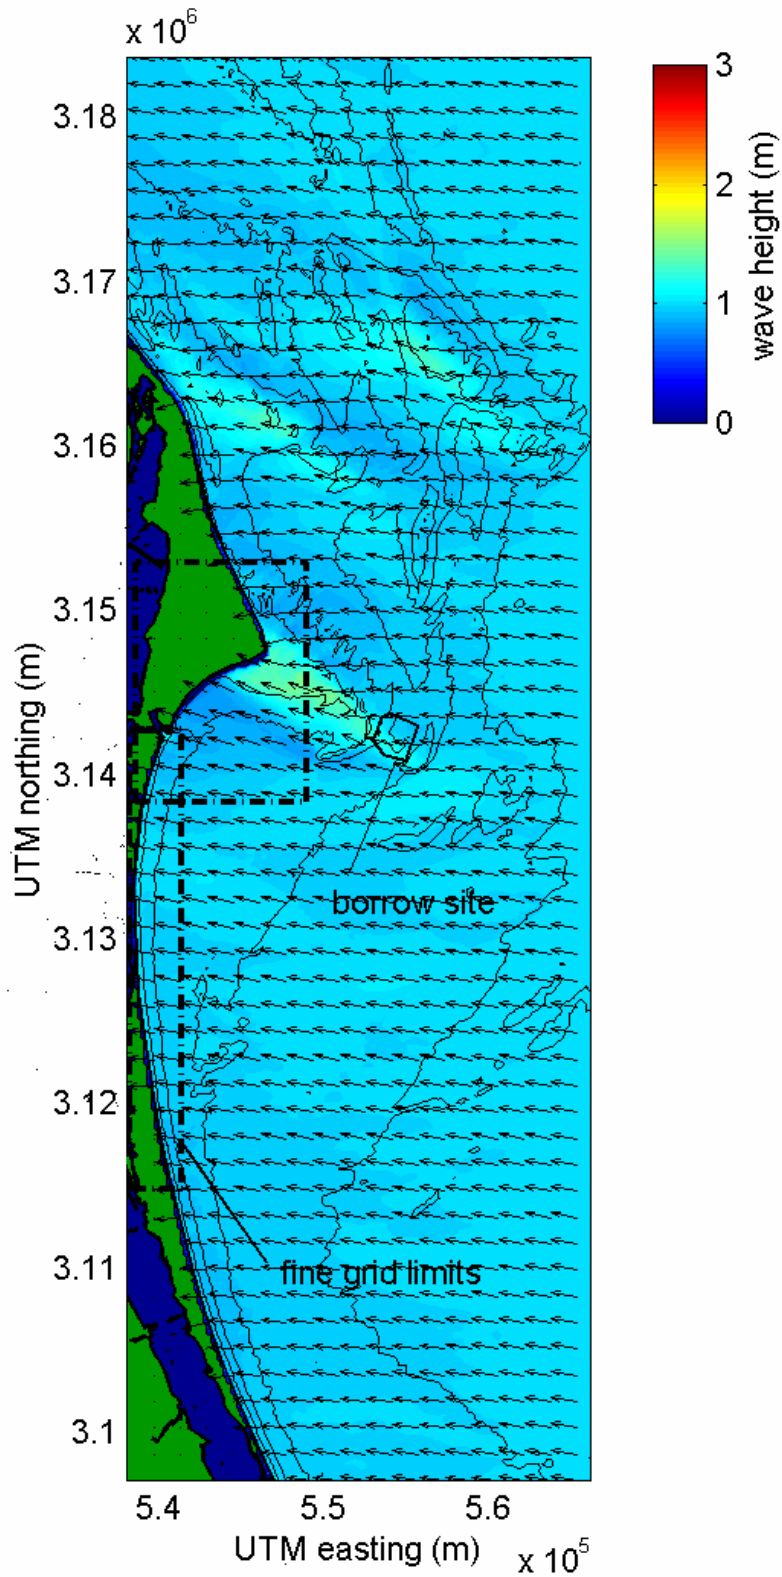 x 10^6
3.18
3.17
3.16
3.15
3.14
3.13
3.12
3.11
3.1
UTM northing (m)
5.4
5.5
5.6
UTM easting (m)
x 10^5
borrow site
fine grid limits
3
2
1
0
wave height (m)